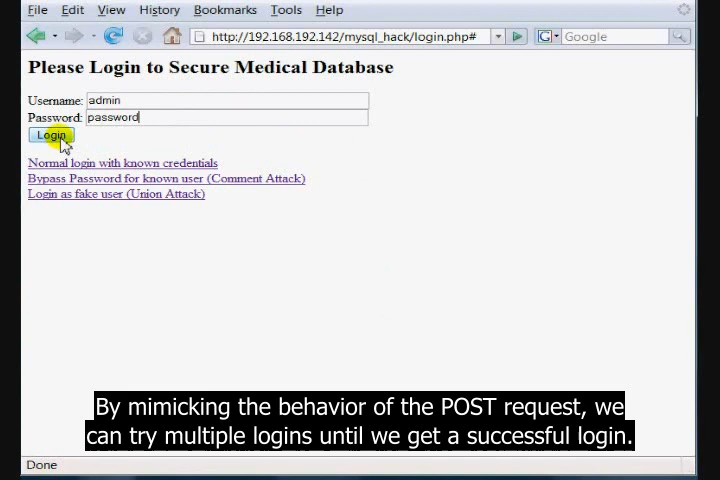 File Edit View History Bookmarks Tools Help
http://192.168.192.142/mysql_hack/login.php# G Google
Please Login to Secure Medical Database
Username: admin
Password: password
Login
Normal login with known credentials
Bypass Password for known user (Comment Attack)
Login as fake user (Union Attack)
By mimicking the behavior of the POST request, we
can try multiple logins until we get a successful login.
Done